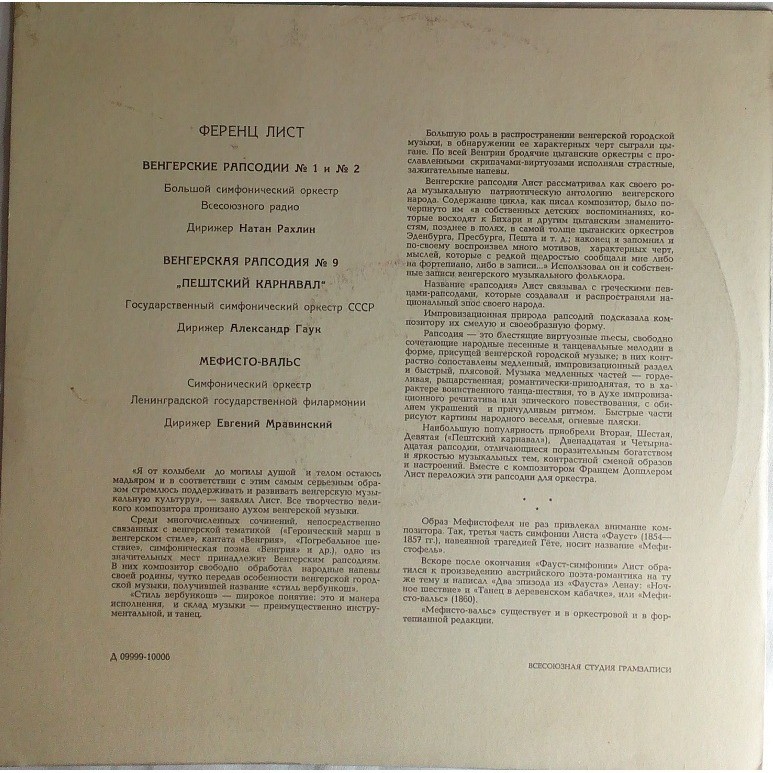 ФЕРЕНЦ ЛИСТ
ВЕНГЕРСКИЕ РАПСОДИИ № 1 и № 2
Большой симфонический оркестр
Всесоюзного радио
Дирижер Натан Рахлин
ВЕНГЕРСКАЯ РАПСОДИЯ № 9
„ПЕШТСКИЙ КАРНАВАЛ"
Государственный симфонический оркестр СССР
Дирижер Александр Гаук
МЕФИСТО-ВАЛЬС
Симфонический оркестр
Ленинградской государственной филармонии
Дирижер Евгений Мравинский
«Я от колыбели до могилы душой и телом остаюсь
мадьяром и в соответствии с этим самым серьезным обра-
зом стремлюсь поддерживать и развивать венгерскую музы-
кальную культуру», — заявлял Лист. Все творчество вели-
кого композитора пронизано духом венгерской музыки.
Среди многочисленных сочинений, непосредственно
связанных с венгерской тематикой («Героический марш в
венгерском стиле», кантата «Венгрия», «Погребальное ше-
ствие», симфоническая поэма «Венгрия» и др.), одно из
значительных мест принадлежит Венгерским рапсодиям.
В них композитор свободно обработал народные напевы
своей родины, чутко передав особенности венгерской город-
ской музыки, получившей название «стиль вербункош».
«Стиль вербункош» — широкое понятие: это и манера
исполнения, и склад музыки — преимущественно инстру-
ментальной, и танец.
Д 09999-10006
Большую роль в распространении венгерской городской
музыки, в обнаружении ее характерных черт сыграли цы-
гане. По всей Венгрии бродячие цыганские оркестры с про-
славленными скрипачами-виртуозами исполняли страстные,
зажигательные напевы.
Венгерские рапсодии Лист рассматривал как своего ро-
да музыкальную патриотическую антологию венгерского
народа. Содержание цикла, как писал композитор, было по-
черпнуто им «в собственных детских воспоминаниях, ко-
торые восходят к Бихари и другим цыганским знаменито-
стям, позднее в полях, в самой толще цыганских оркестров
Эденбурга, Пресбурга, Пешта и т. д.; наконец я запомнил и
по-своему воспроизвел много мотивов, характерных черт,
мыслей, которые с редкой щедростью сообщали мне либо
на фортепиано, либо в записи...» Использовал он и собствен-
ные записи венгерского музыкального фольклора.
Название «рапсодия» Лист связывал с греческими пев-
цами-рапсодами, которые создавали и распространяли на-
циональный эпос своего народа.
Импровизационная природа рапсодий подсказала ком-
позитору их смелую и своеобразную форму.
Рапсодия — это блестящие виртуозные пьесы, свободно
сочетающие народные песенные и танцевальные мелодии в
форме, присущей венгерской городской музыке; в них конт-
растно сопоставлены медленный, импровизационный раздел
и быстрый, плясовой. Музыка медленных частей — горде-
ливая, рыцарственная, романтически-приподнятая, то в ха-
рактере воинственного танца-шествия, то в духе импровиза-
ционного речитатива или эпического повествования, с оби-
лием украшений и причудливым ритмом. Быстрые части
рисуют картины народного веселья, огненные пляски.
Наибольшую популярность приобрели Вторая, Шестая,
Девятая («Пештский карнавал»), Двенадцатая и Четырна-
дцатая рапсодии, отличающиеся поразительным богатством
и яркостью музыкальных тем, контрастной сменой образов
и настроений. Вместе с композитором Францем Допплером
Лист переложил эти рапсодии для оркестра.
* * *
Образ Мефистофеля не раз привлекал внимание ком-
позитора. Так, третья часть симфонии Листа «Фауст» (1854—
1857 гг.), навеянной трагедией Гёте, носит название «Мефи-
стофель».
Вскоре после окончания «Фауст-симфонии» Лист обра-
тился к произведению австрийского поэта-романтика на ту
же тему и написал «Два эпизода из «Фауста» Ленау: «Ноч-
ное шествие» и «Танец в деревенском кабачке», или «Мефи-
сто-вальс» (1860).
«Мефисто-вальс» существует и в оркестровой и в фор-
тепианной редакции.
ВСЕСОЮЗНАЯ СТУДИЯ ГРАМЗАПИСИ